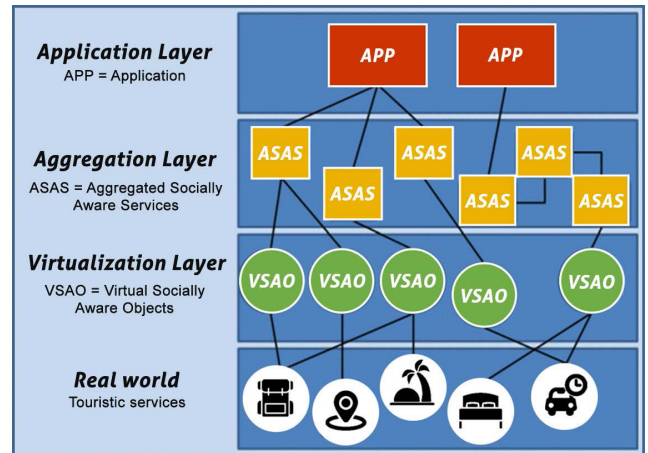 Application Layer
APP = Application
APP
APP
Aggregation Layer
ASAS = Aggregated Socially
Aware Services
ASAS
ASAS
ASAS
ASAS
ASAS
ASAS
Virtualization Layer
VSAO = Virtual Socially
Aware Objects
VSAO
VSAO
VSAO
VSAO
VSAO
Real world
Touristic services